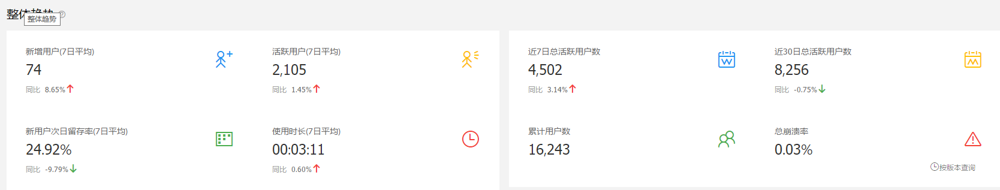 整体趋势
整体趋势
新增用户(7日平均)
74
同比 8.65%
活跃用户(7日平均)
2,105
同比 1.45%
近7日总活跃用户数
4,502
同比 3.14%
近30日总活跃用户数
8,256
同比 -0.75%
新用户次日留存率(7日平均)
24.92%
同比 -9.79%
使用时长(7日平均)
00:03:11
同比 0.60%
累计用户数
16,243
总崩溃率
0.03%
按版本查询